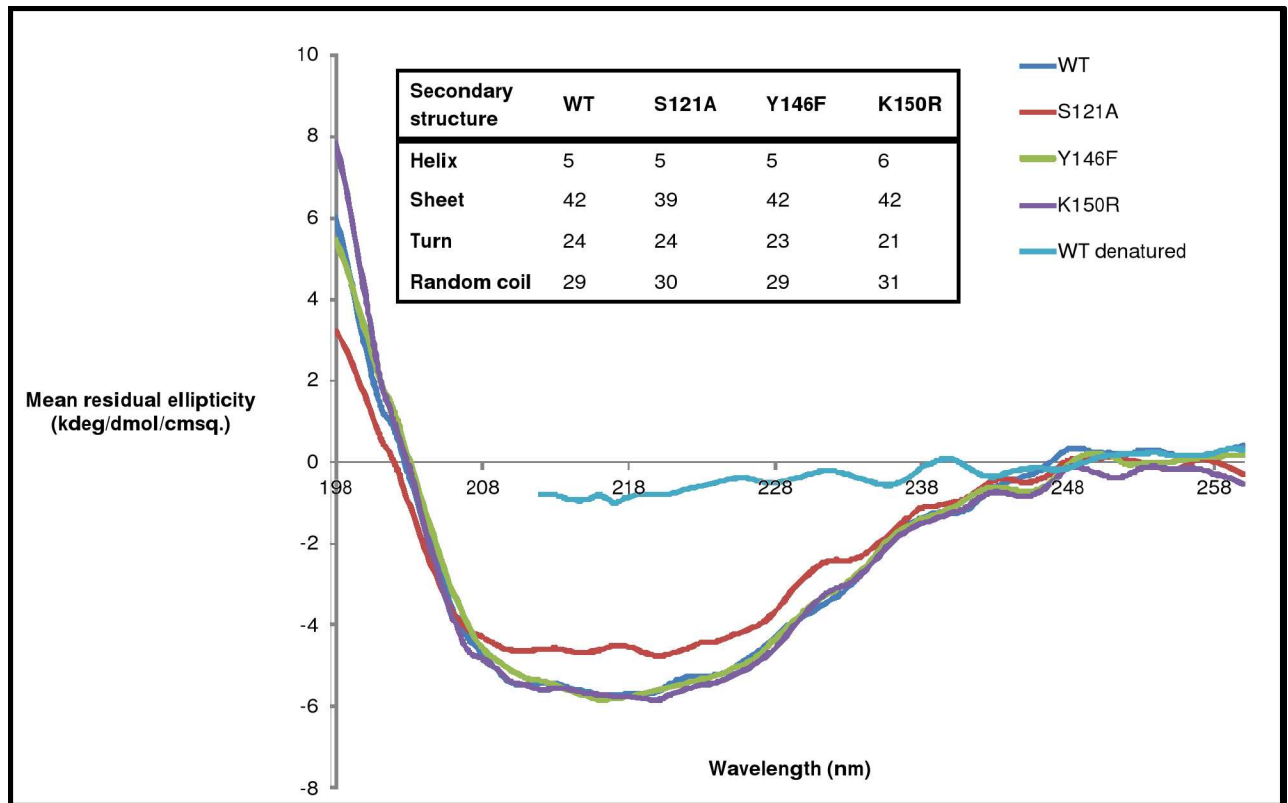 10
8
6
4
2
0
-2
-4
-6
-8
Mean residual ellipticity
(kdeg/dmol/cmsq.)
Secondary structure WT S121A Y146F K150R
Helix 5 5 5 6
Sheet 42 39 42 42
Turn 24 24 23 21
Random coil 29 30 29 31
WT
S121A
Y146F
K150R
WT denatured
198 208 218 228 238 248 258
Wavelength (nm)